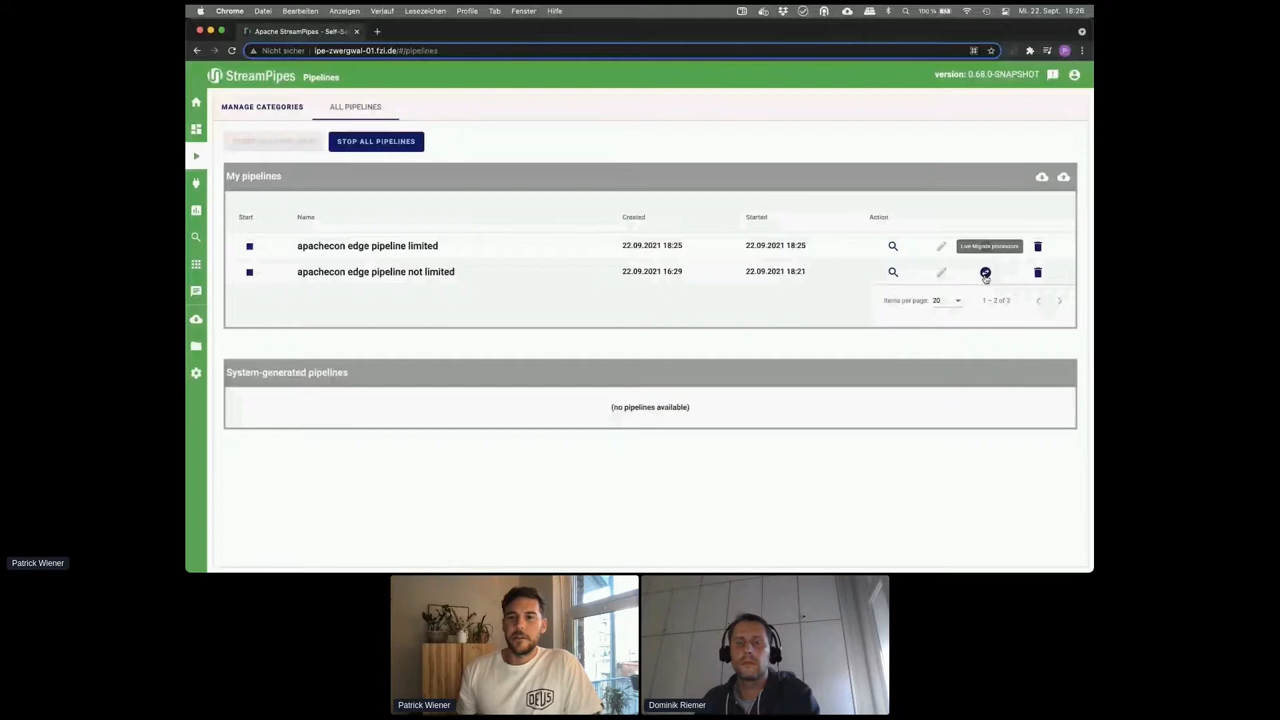 Chrome Datei Bearbeiten Anzeigen Verlauf Lesezeichen Profile Tab Fenster Hilfe 100 % Mi. 22. Sept. 18:26
Apache StreamPipes - Self-Se
Nicht sicher ipe-zwergwal-01.fzi.de/#/pipelines
StreamPipes Pipelines version: 0.68.0-SNAPSHOT
MANAGE CATEGORIES ALL PIPELINES
STOP ALL PIPELINES
My pipelines
Start Name Created Started Action
apachecon edge pipeline limited 22.09.2021 18:25 22.09.2021 18:25 Live-Migrate processors
apachecon edge pipeline not limited 22.09.2021 16:29 22.09.2021 18:21
Items per page: 20 1 – 2 of 2
System-generated pipelines
(no pipelines available)
Patrick Wiener
DEUS
Patrick Wiener Dominik Riemer